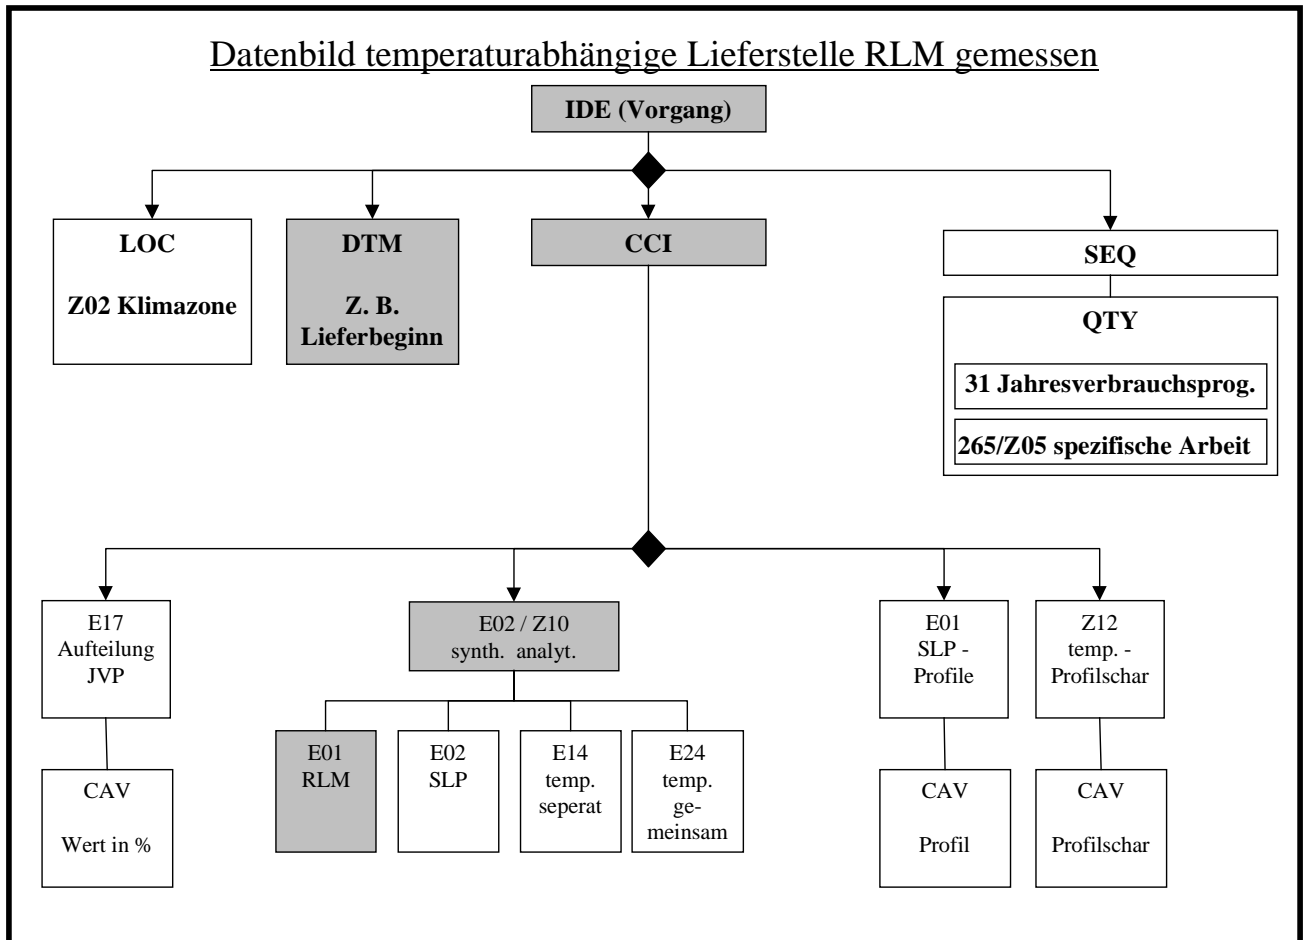 Datenbild temperaturabhängige Lieferstelle RLM gemessen
IDE (Vorgang)
LOC
Z02 Klimazone
DTM
Z. B.
Lieferbeginn
CCI
SEQ
QTY
31 Jahresverbrauchsprog.
265/Z05 spezifische Arbeit
E17
Aufteilung
JVP
E02 / Z10
synth. analyt.
E01
SLP -
Profile
Z12
temp. -
Profilschar
E01
RLM
E02
SLP
E14
temp.
seperat
E24
temp.
ge-
meinsam
CAV
Wert in %
CAV
Profil
CAV
Profilschar